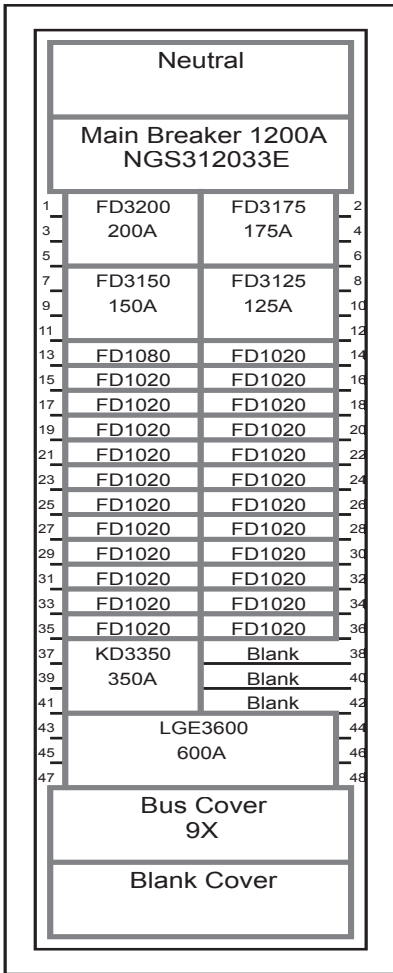 Neutral
Main Breaker 1200A
NGS312033E
1 FD3200 FD3175 2
3 200A 175A 4
5 6
7 FD3150 FD3125 8
9 150A 125A 10
11 12
13 FD1080 FD1020 14
15 FD1020 FD1020 16
17 FD1020 FD1020 18
19 FD1020 FD1020 20
21 FD1020 FD1020 22
23 FD1020 FD1020 24
25 FD1020 FD1020 26
27 FD1020 FD1020 28
29 FD1020 FD1020 30
31 FD1020 FD1020 32
33 FD1020 FD1020 34
35 FD1020 FD1020 36
37 KD3350 Blank 38
39 350A Blank 40
41 Blank 42
43 LGE3600 44
45 600A 46
47 48
Bus Cover
9X
Blank Cover